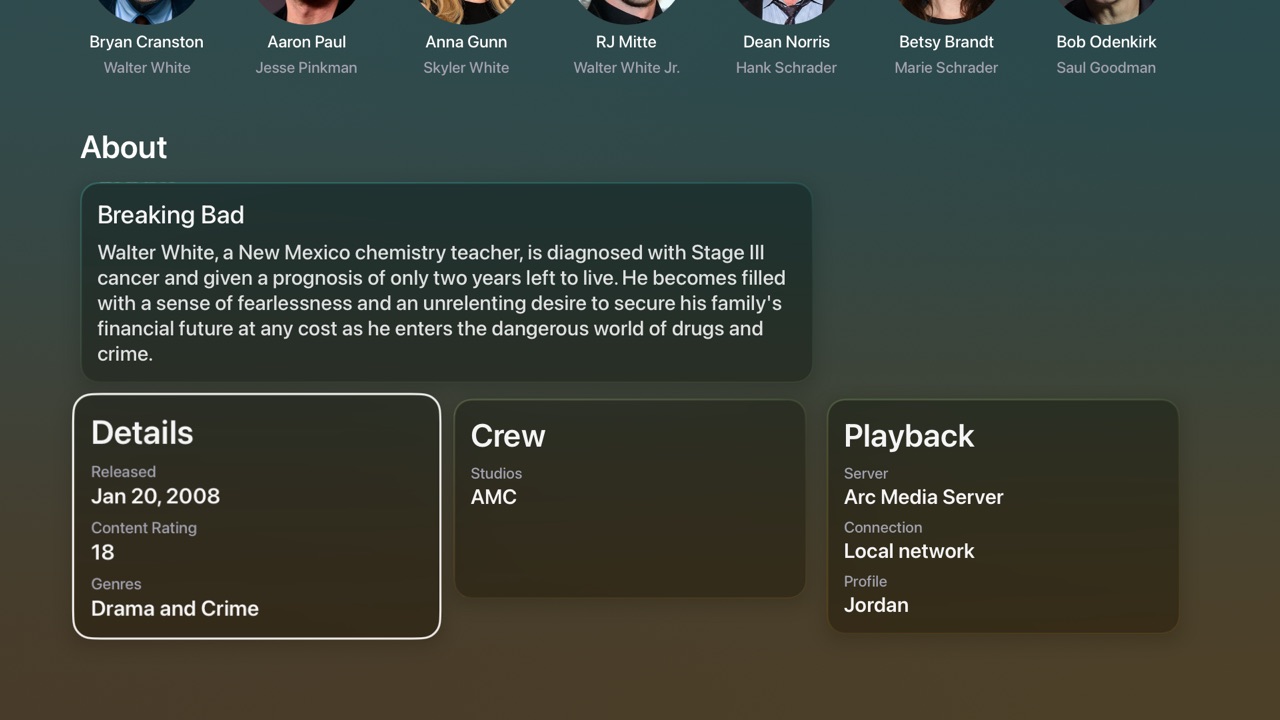 Bryan Cranston
Walter White
Aaron Paul
Jesse Pinkman
Anna Gunn
Skyler White
RJ Mitte
Walter White Jr.
Dean Norris
Hank Schrader
Betsy Brandt
Marie Schrader
Bob Odenkirk
Saul Goodman
About
Breaking Bad
Walter White, a New Mexico chemistry teacher, is diagnosed with Stage III
cancer and given a prognosis of only two years left to live. He becomes filled
with a sense of fearlessness and an unrelenting desire to secure his family's
financial future at any cost as he enters the dangerous world of drugs and
crime.
Details
Released
Jan 20, 2008
Content Rating
18
Genres
Drama and Crime
Crew
Studios
AMC
Playback
Server
Arc Media Server
Connection
Local network
Profile
Jordan